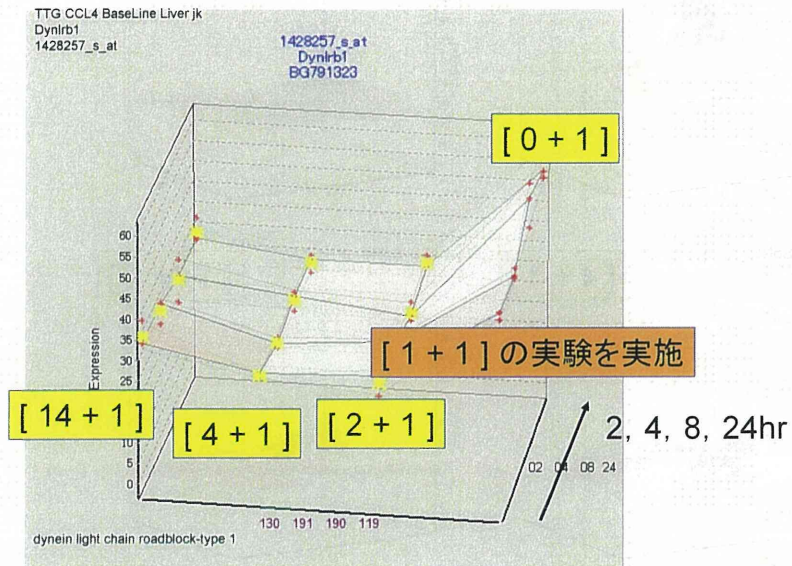 TTG CCL4 BaseLine Liver jk
Dynlrb1
1428257_s_at
1428257_s_at
Dynlrb1
BG791323
[ 0 + 1 ]
60
55
50
45
40
35
30
25
Expression
[ 1 + 1 ] の実験を実施
[ 14 + 1 ]
[ 4 + 1 ]
[ 2 + 1 ]
2, 4, 8, 24hr
10
5
0
02 04 08 24
130 191 190 119
dynein light chain roadblock-type 1